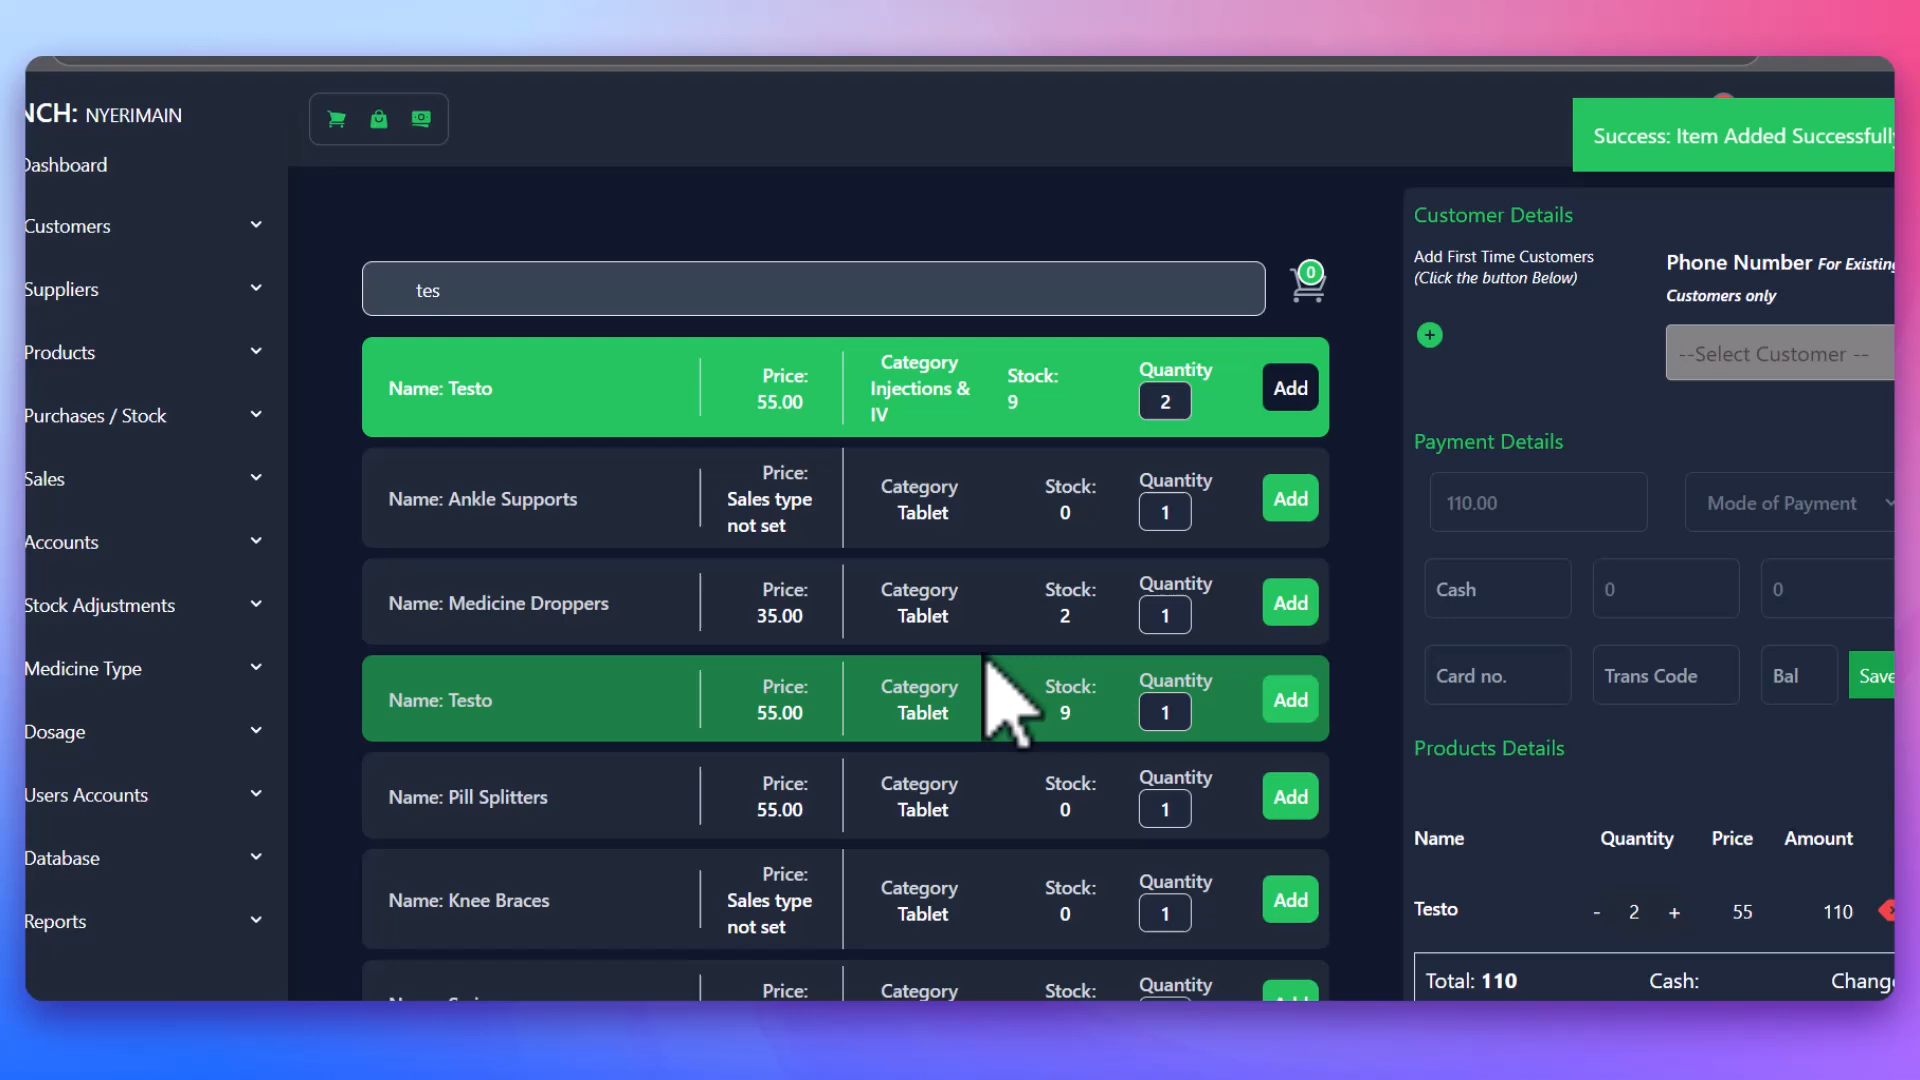 NCH: NYERIMAIN
Dashboard
Customers
Suppliers
Products
Purchases / Stock
Sales
Accounts
Stock Adjustments
Medicine Type
Dosage
Users Accounts
Database
Reports
tes
0
Name: Testo
Price:
55.00
Category
Injections &
IV
Stock:
9
Quantity
2
Add
Name: Ankle Supports
Price:
Sales type
not set
Category
Tablet
Stock:
0
Quantity
1
Add
Name: Medicine Droppers
Price:
35.00
Category
Tablet
Stock:
2
Quantity
1
Add
Name: Testo
Price:
55.00
Category
Tablet
Stock:
9
Quantity
1
Add
Name: Pill Splitters
Price:
55.00
Category
Tablet
Stock:
0
Quantity
1
Add
Name: Knee Braces
Price:
Sales type
not set
Category
Tablet
Stock:
0
Quantity
1
Add
Price:
Category
Stock:
Quantity
Success: Item Added Successfully
Customer Details
Add First Time Customers
(Click the button Below)
+
Phone Number For Existing
Customers only
--Select Customer --
Payment Details
110.00
Mode of Payment
Cash
0
0
Card no.
Trans Code
Bal
Save
Products Details
Name Quantity Price Amount
Testo - 2 + 55 110
Total: 110 Cash: Change